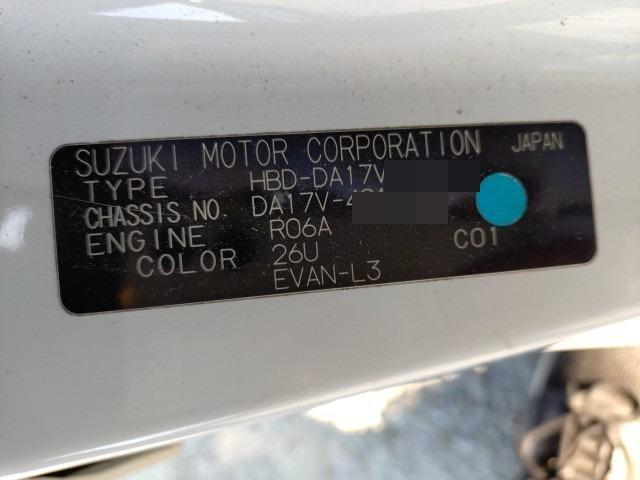 SUZUKI MOTOR CORPORATION JAPAN
TYPE HBD-DA17V
CHASSIS NO. DA17V-
ENGINE R06A
COLOR 26U C01
EVAN-L3